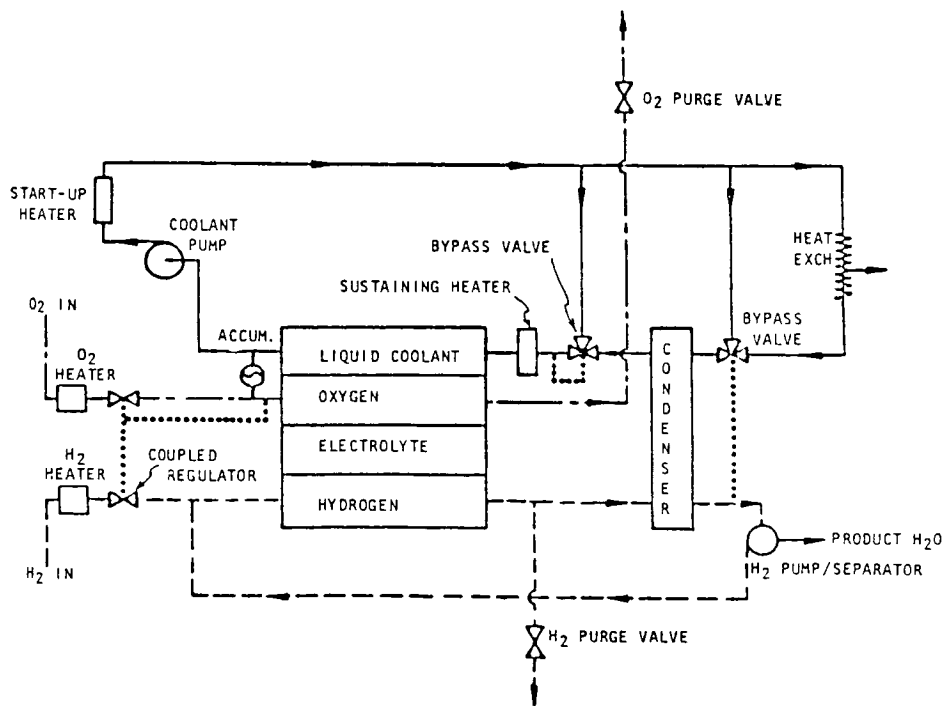 O2 PURGE VALVE
START-UP
HEATER
COOLANT
PUMP
BYPASS VALVE
HEAT
EXCH
SUSTAINING HEATER
O2 IN
ACCUM.
BYPASS
VALVE
O2
HEATER
LIQUID COOLANT
OXYGEN
ELECTROLYTE
HYDROGEN
CONDENSER
H2
HEATER
COUPLED
REGULATOR
H2 IN
PRODUCT H2O
H2 PUMP/SEPARATOR
H2 PURGE VALVE